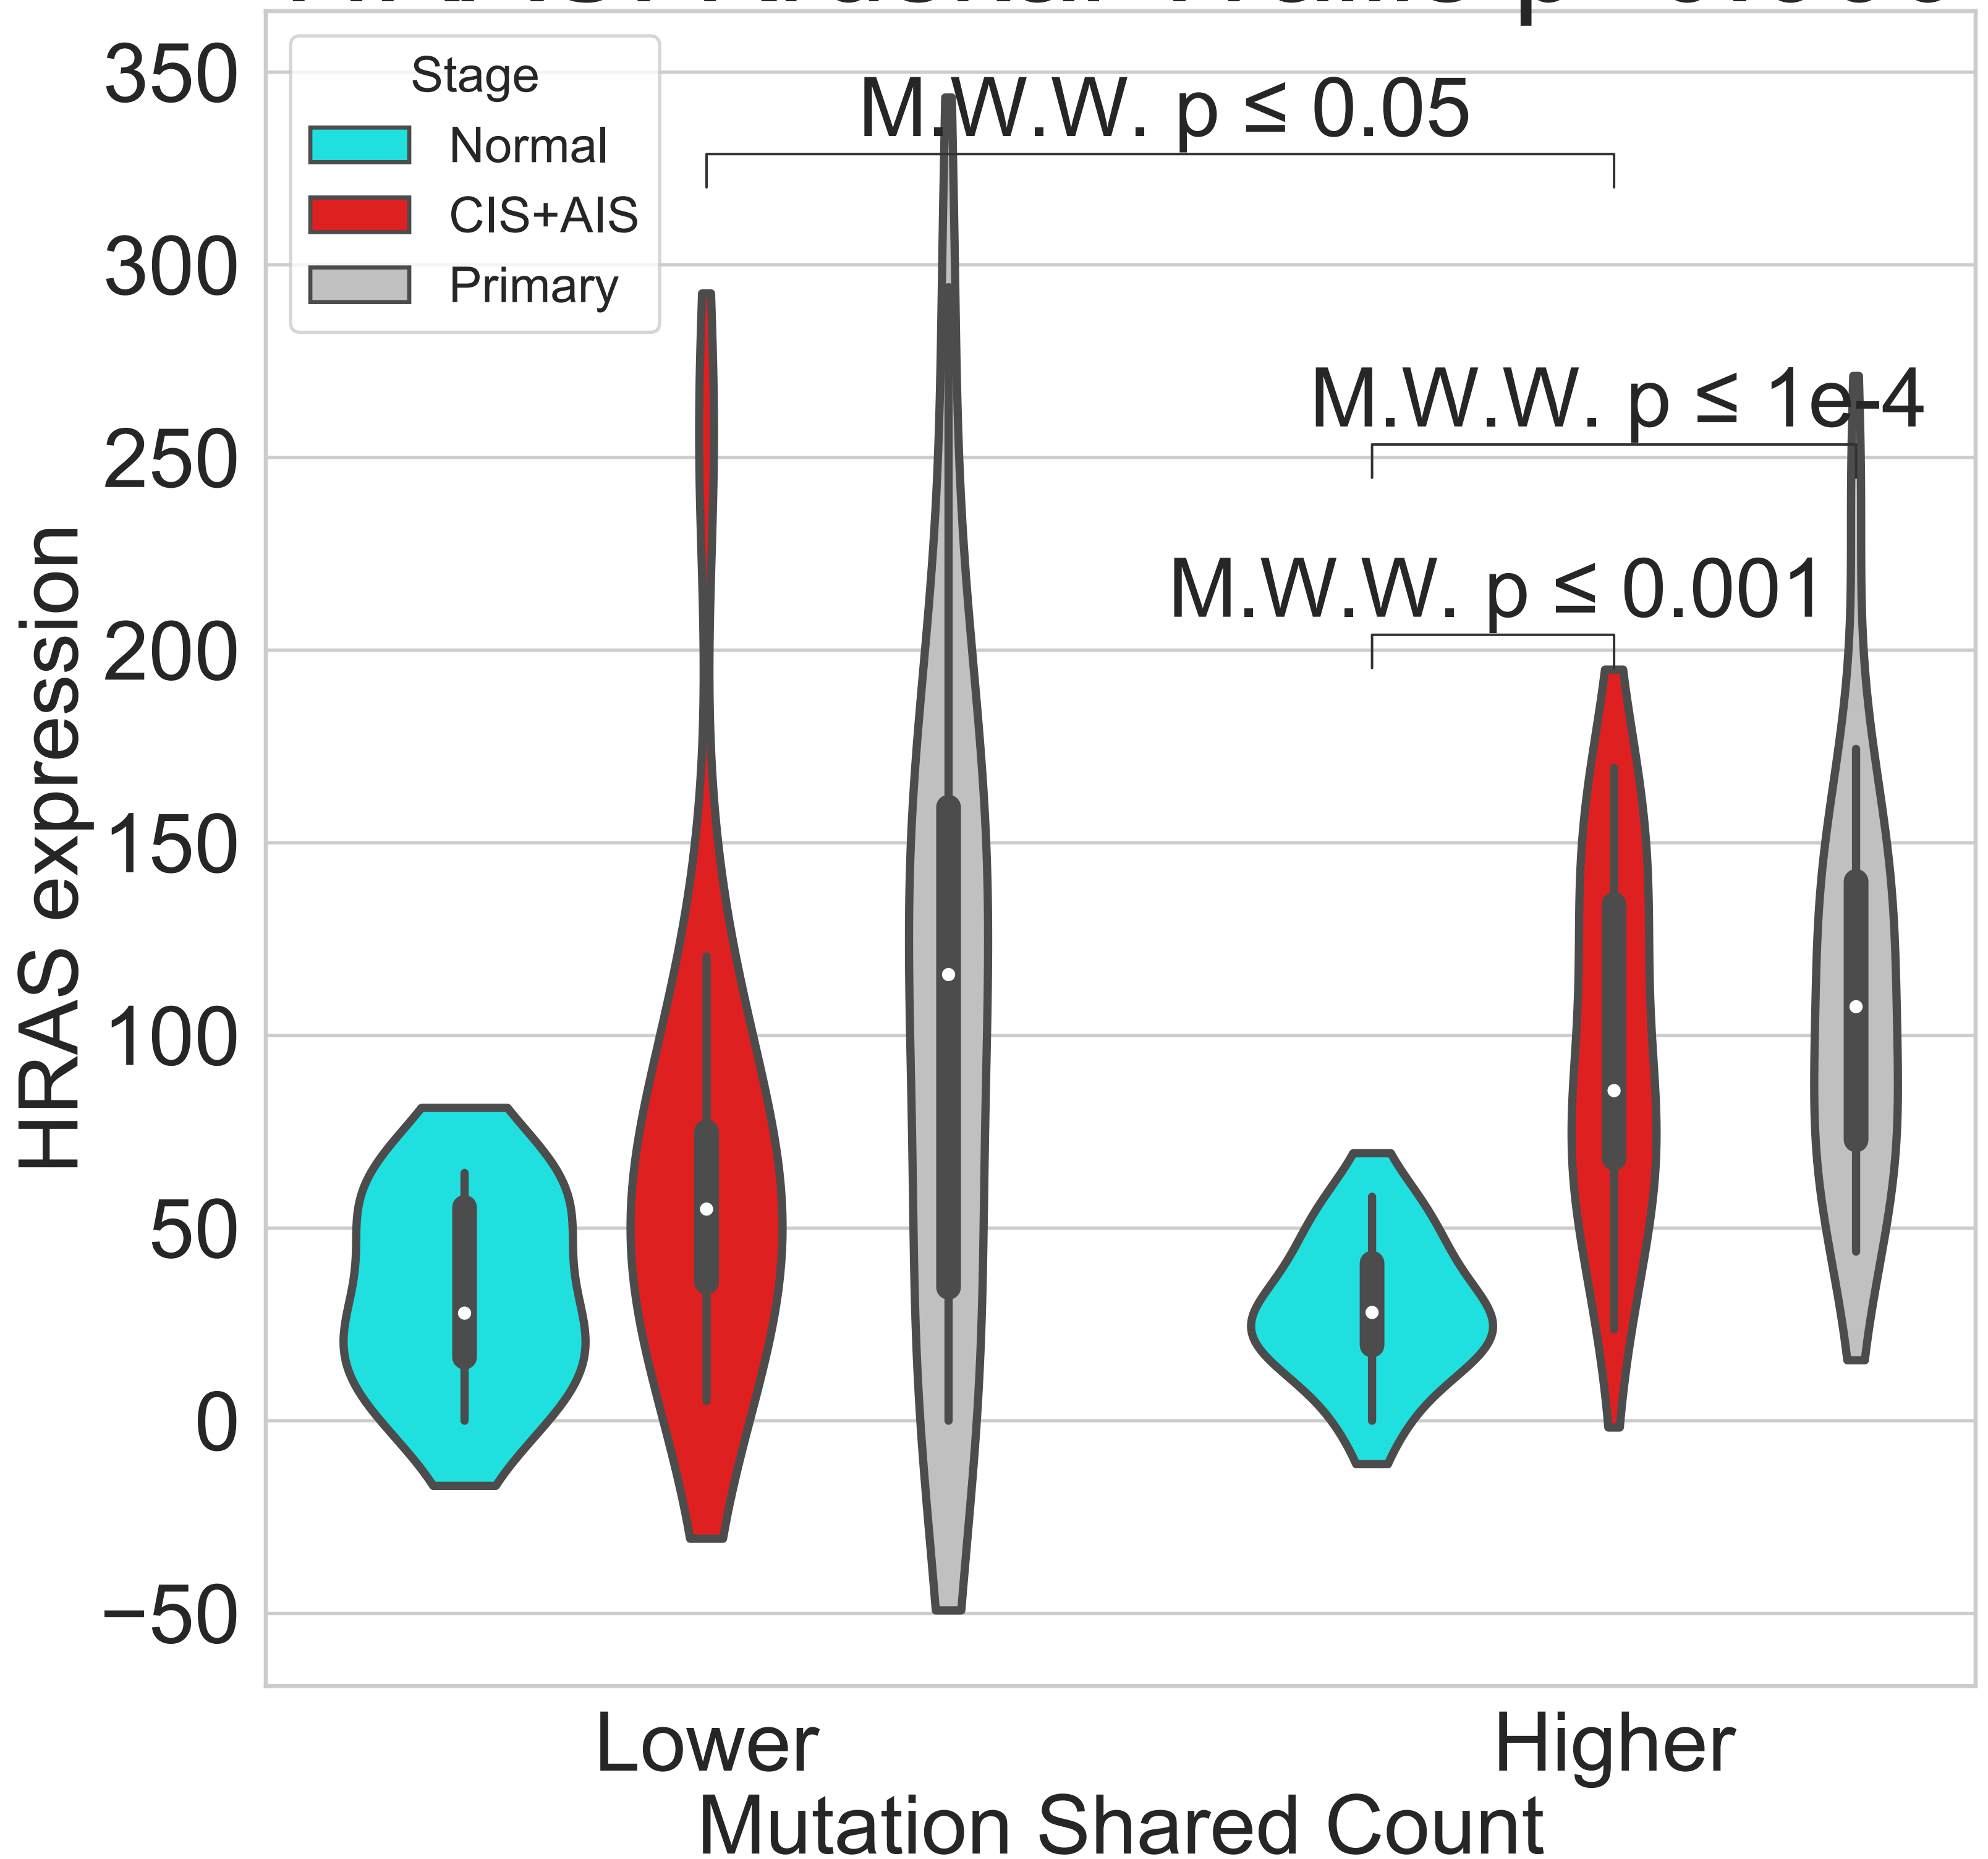 350
300
250
200
150
100
50
0
−50
HRAS expression
Stage
Normal
CIS+AIS
Primary
M.W.W. p ≤ 0.05
M.W.W. p ≤ 1e-4
M.W.W. p ≤ 0.001
Lower
Higher
Mutation Shared Count